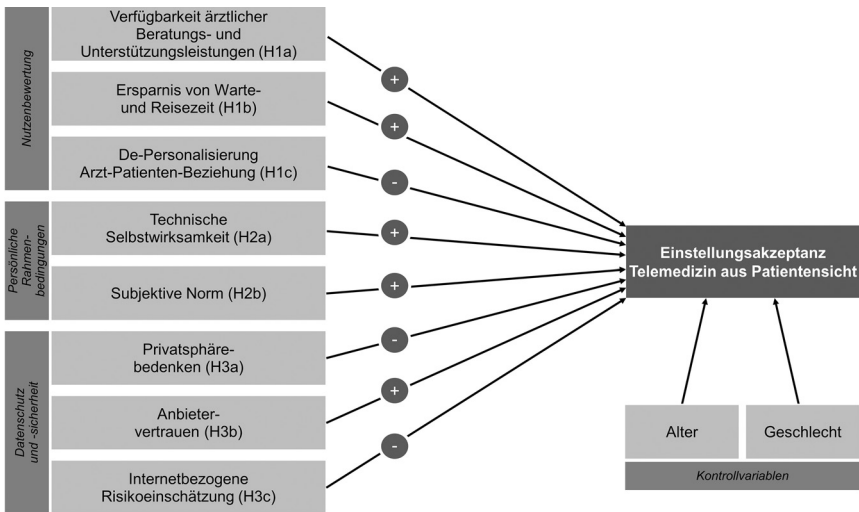 Nutzenbewertung
Verfügbarkeit ärztlicher
Beratungs- und
Unterstützungsleistungen (H1a)
+
Ersparnis von Warte-
und Reisezeit (H1b)
+
De-Personalisierung
Arzt-Patienten-Beziehung (H1c)
-
Persönliche
Rahmen-
bedingungen
Technische
Selbstwirksamkeit (H2a)
+
Subjektive Norm (H2b)
+
Datenschutz
und -sicherheit
Privatsphäre-
bedenken (H3a)
-
Anbieter-
vertrauen (H3b)
+
Internetbezogene
Risikoeinschätzung (H3c)
-
Einstellungsakzeptanz
Telemedizin aus Patientensicht
Alter
Geschlecht
Kontrollvariablen